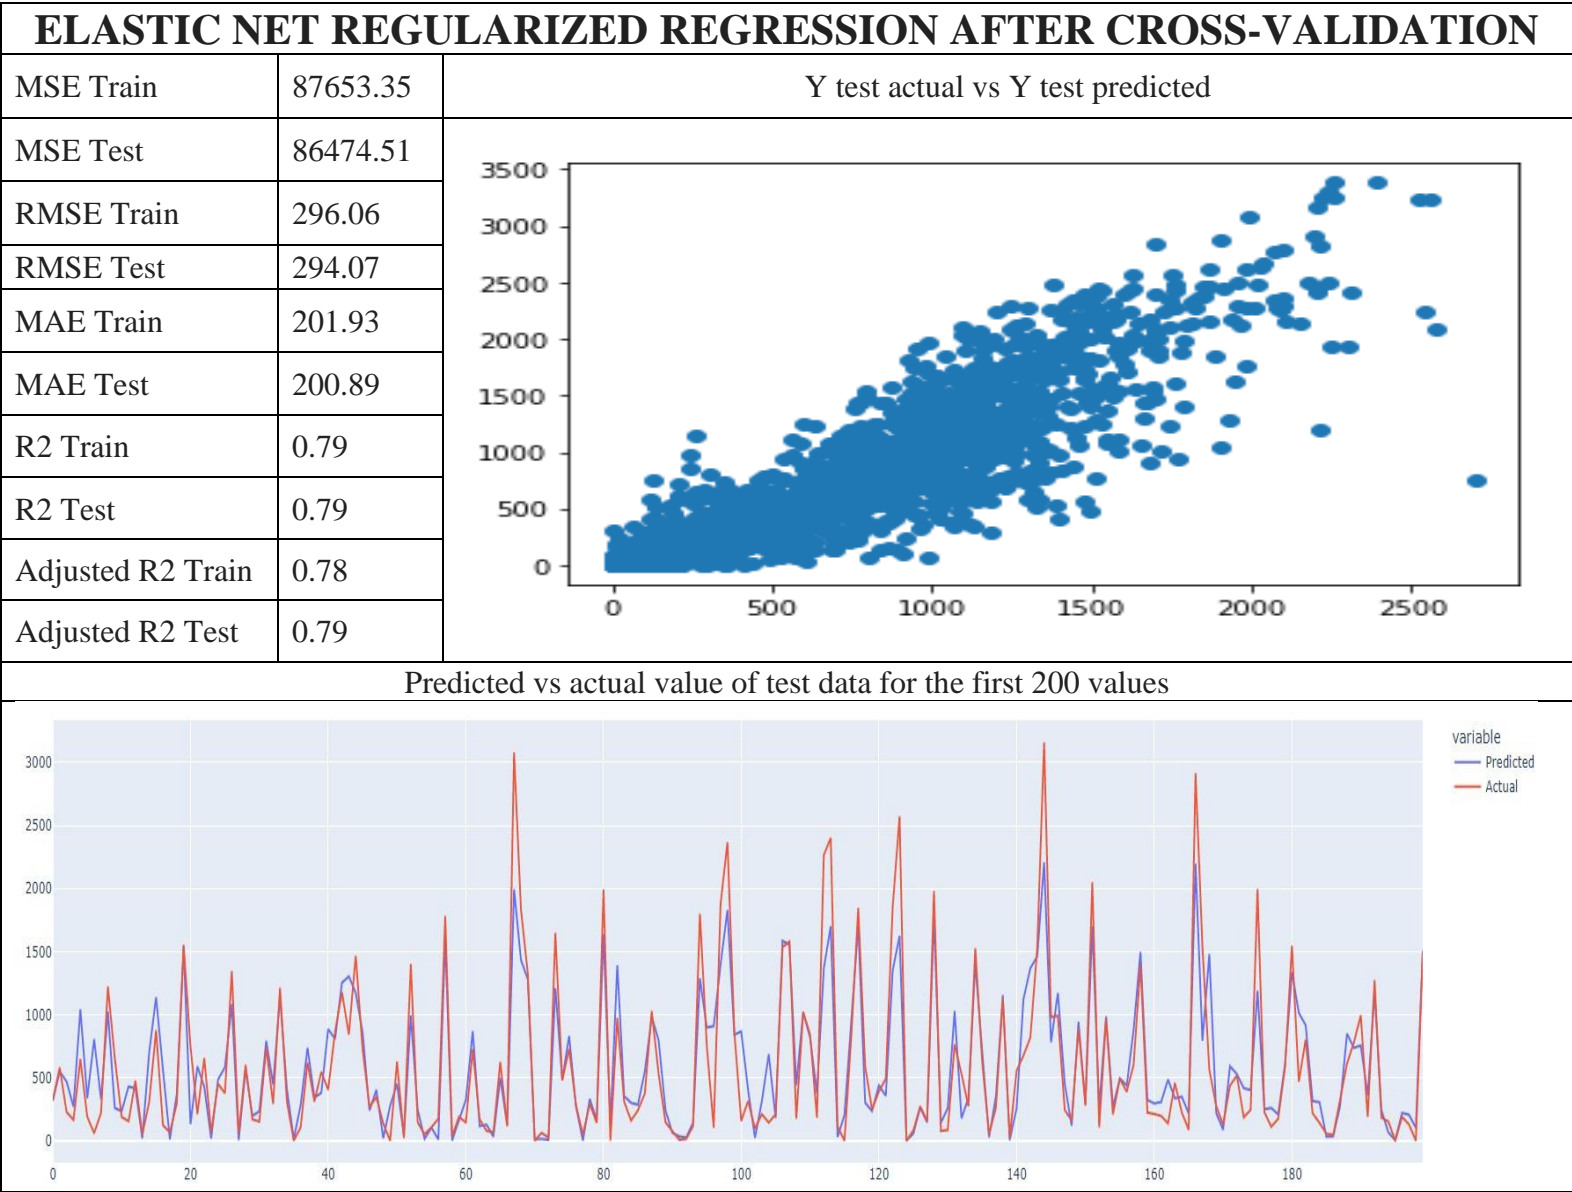 ELASTIC NET REGULARIZED REGRESSION AFTER CROSS-VALIDATION
MSE Train 87653.35 Y test actual vs Y test predicted
MSE Test 86474.51
RMSE Train 296.06
RMSE Test 294.07
MAE Train 201.93
MAE Test 200.89
R2 Train 0.79
R2 Test 0.79
Adjusted R2 Train 0.78
Adjusted R2 Test 0.79
3500
3000
2500
2000
1500
1000
500
0
0 500 1000 1500 2000 2500
Predicted vs actual value of test data for the first 200 values
3000
2500
2000
1500
1000
500
0
0 20 40 60 80 100 120 140 160 180
variable
Predicted
Actual